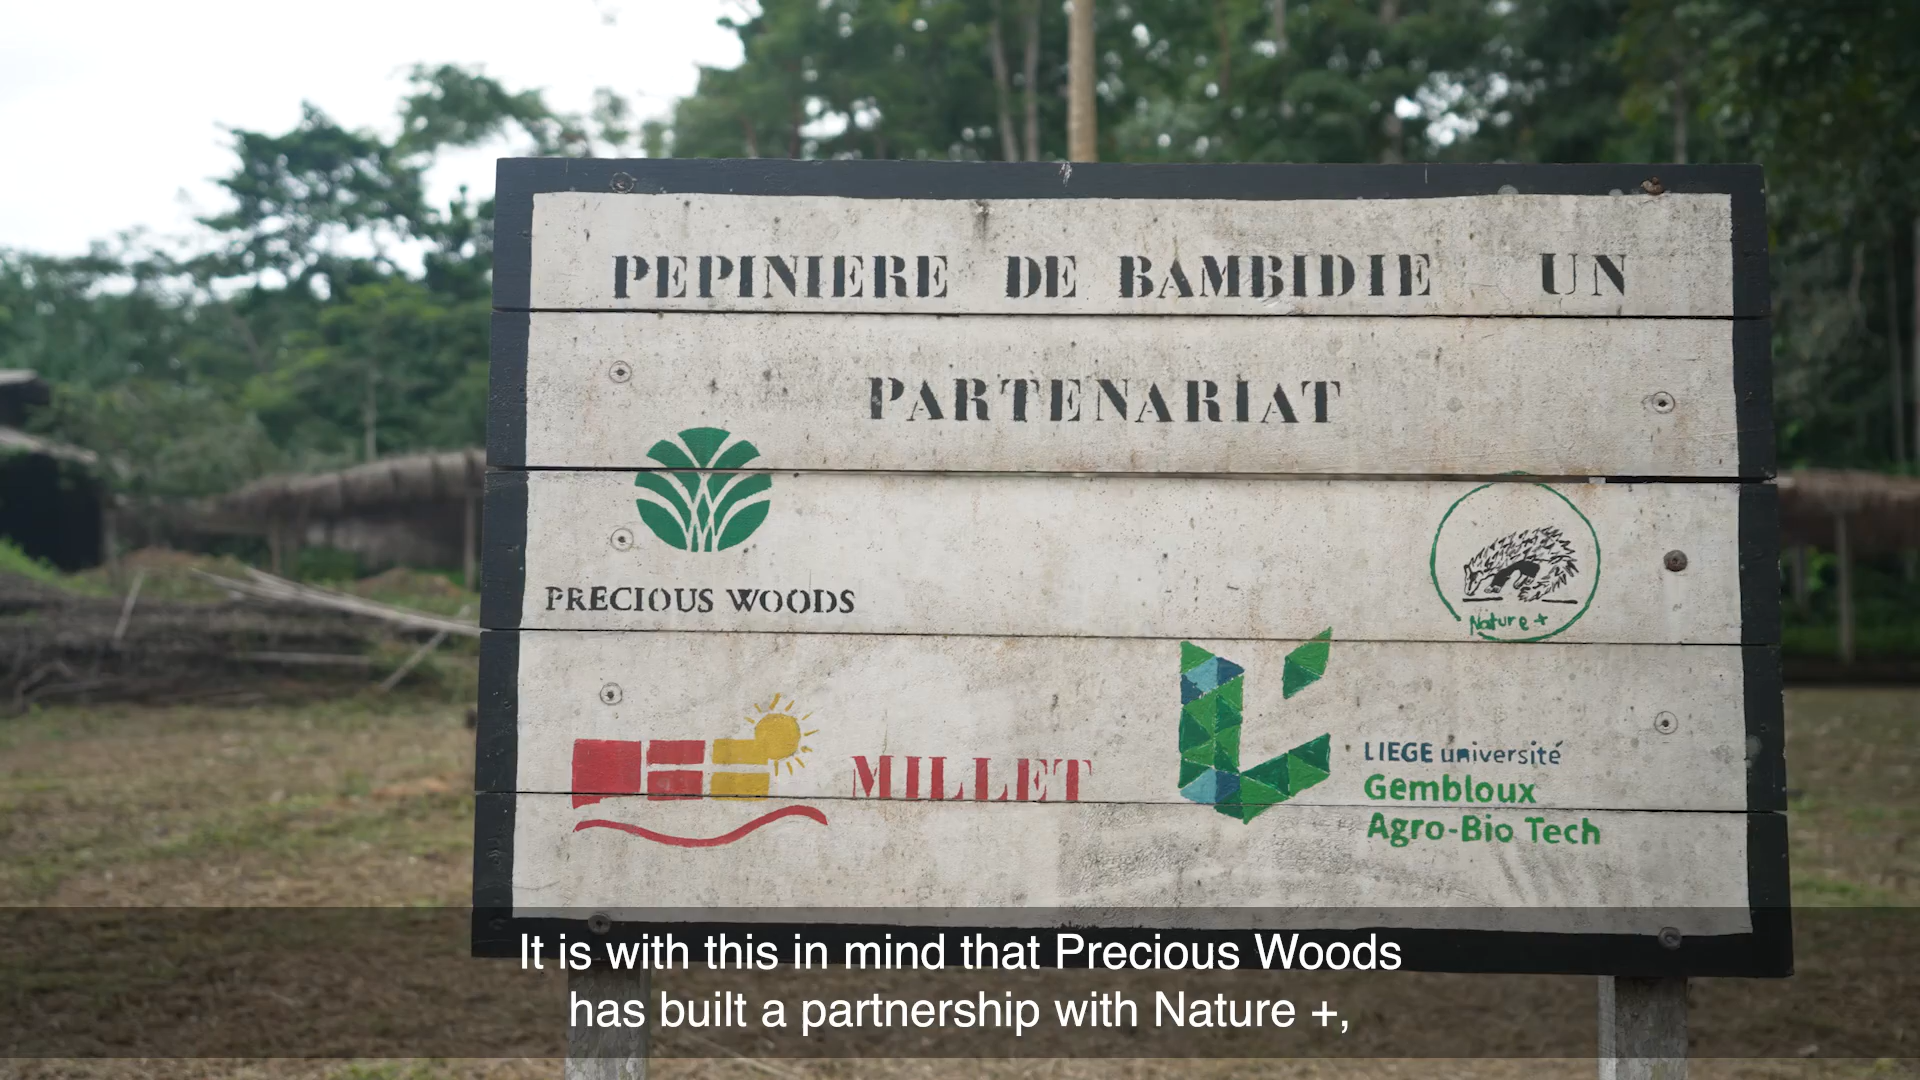 PEPINIERE DE BAMBIDIE UN
PARTENARIAT
PRECIOUS WOODS
Nature +
MILLET
LIEGE université
Gembloux
Agro-Bio Tech
It is with this in mind that Precious Woods
has built a partnership with Nature +,